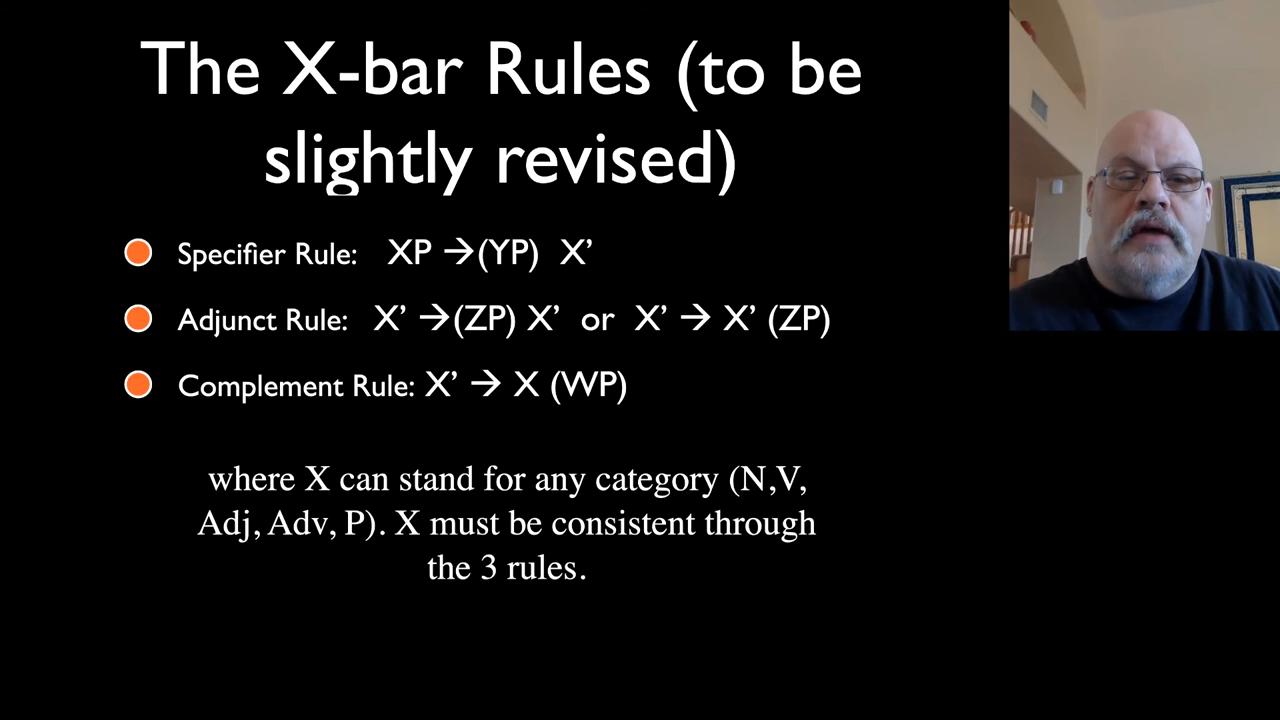 The X-bar Rules (to be
slightly revised)
Specifier Rule: XP →(YP) X’
Adjunct Rule: X’ →(ZP) X’ or X’ → X’ (ZP)
Complement Rule: X’ → X (WP)
where X can stand for any category (N,V,
Adj, Adv, P). X must be consistent through
the 3 rules.